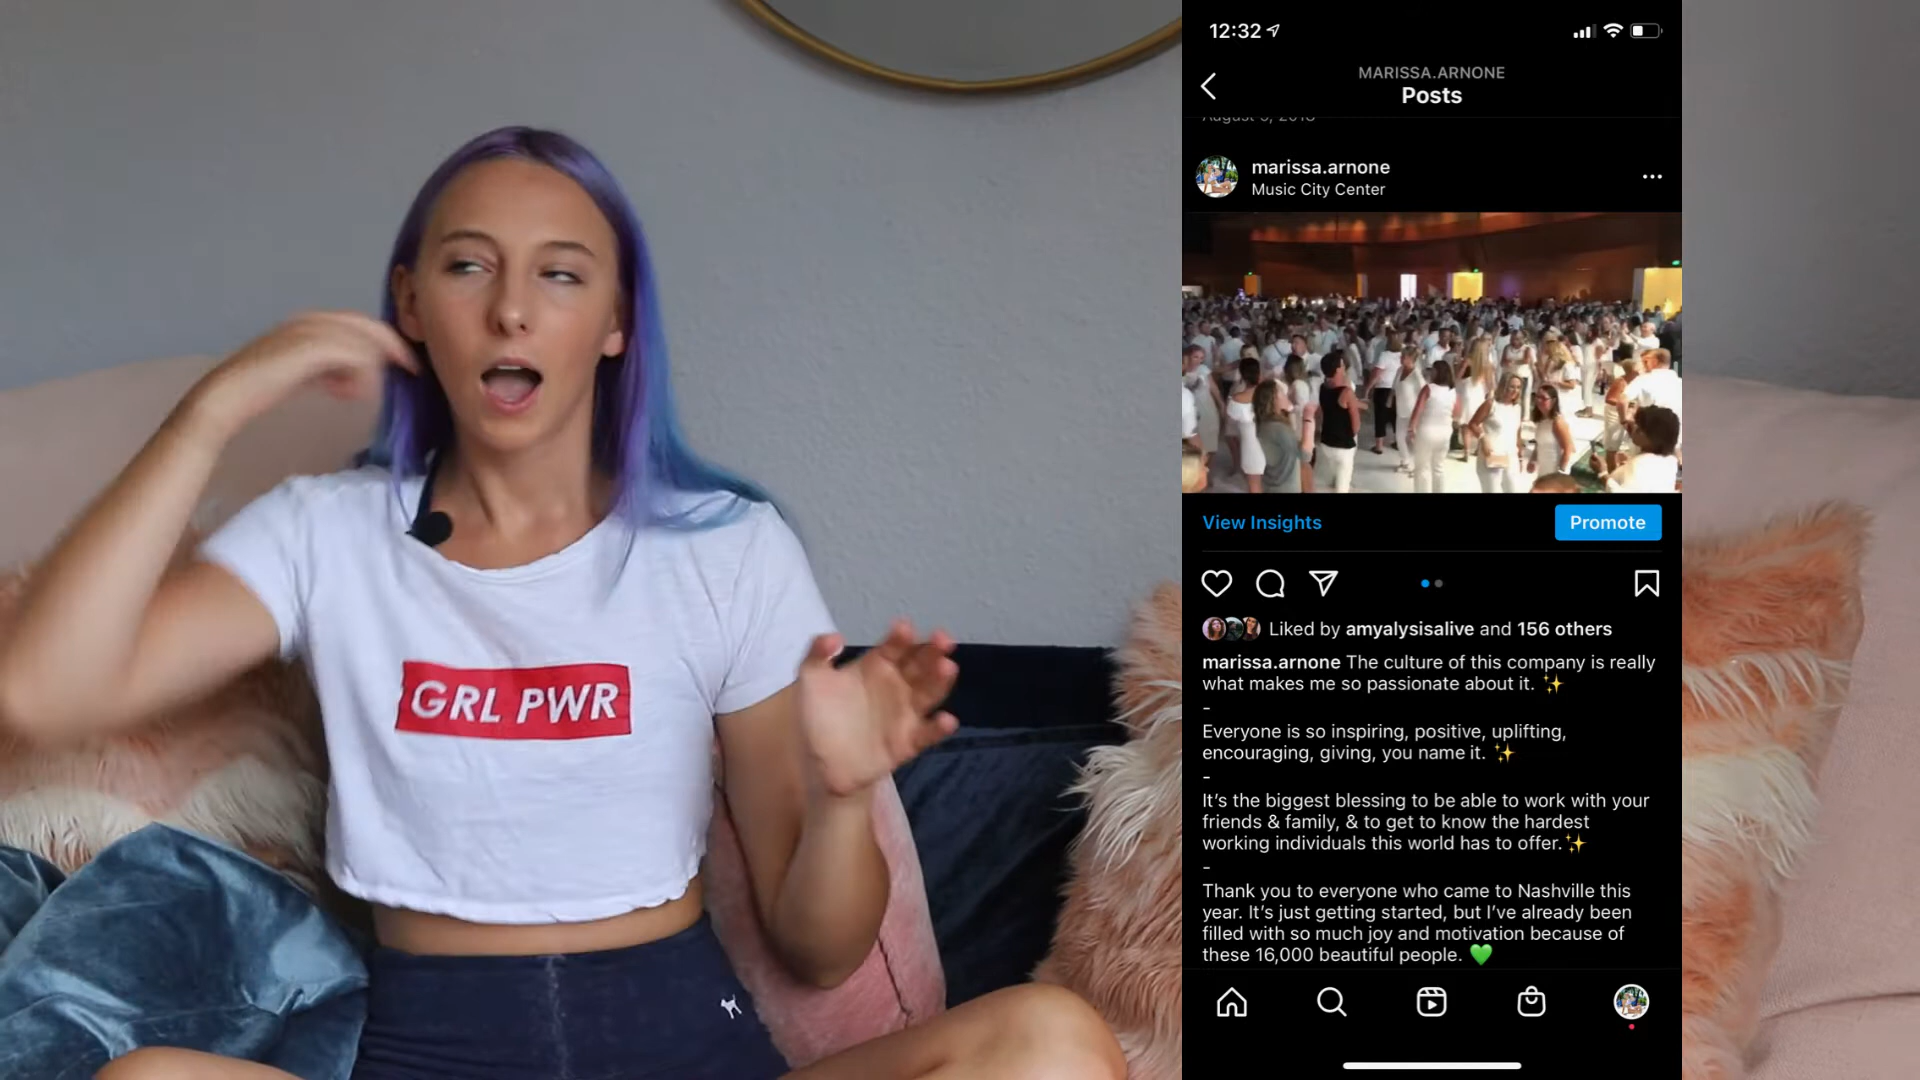 GRL PWR
12:32
MARISSA.ARNONE
Posts
marissa.arnone
Music City Center
View Insights
Promote
Liked by amyalysisalive and 156 others
marissa.arnone The culture of this company is really
what makes me so passionate about it. ✨
-
Everyone is so inspiring, positive, uplifting,
encouraging, giving, you name it. ✨
-
It’s the biggest blessing to be able to work with your
friends & family, & to get to know the hardest
working individuals this world has to offer.✨
-
Thank you to everyone who came to Nashville this
year. It’s just getting started, but I’ve already been
filled with so much joy and motivation because of
these 16,000 beautiful people. 💚